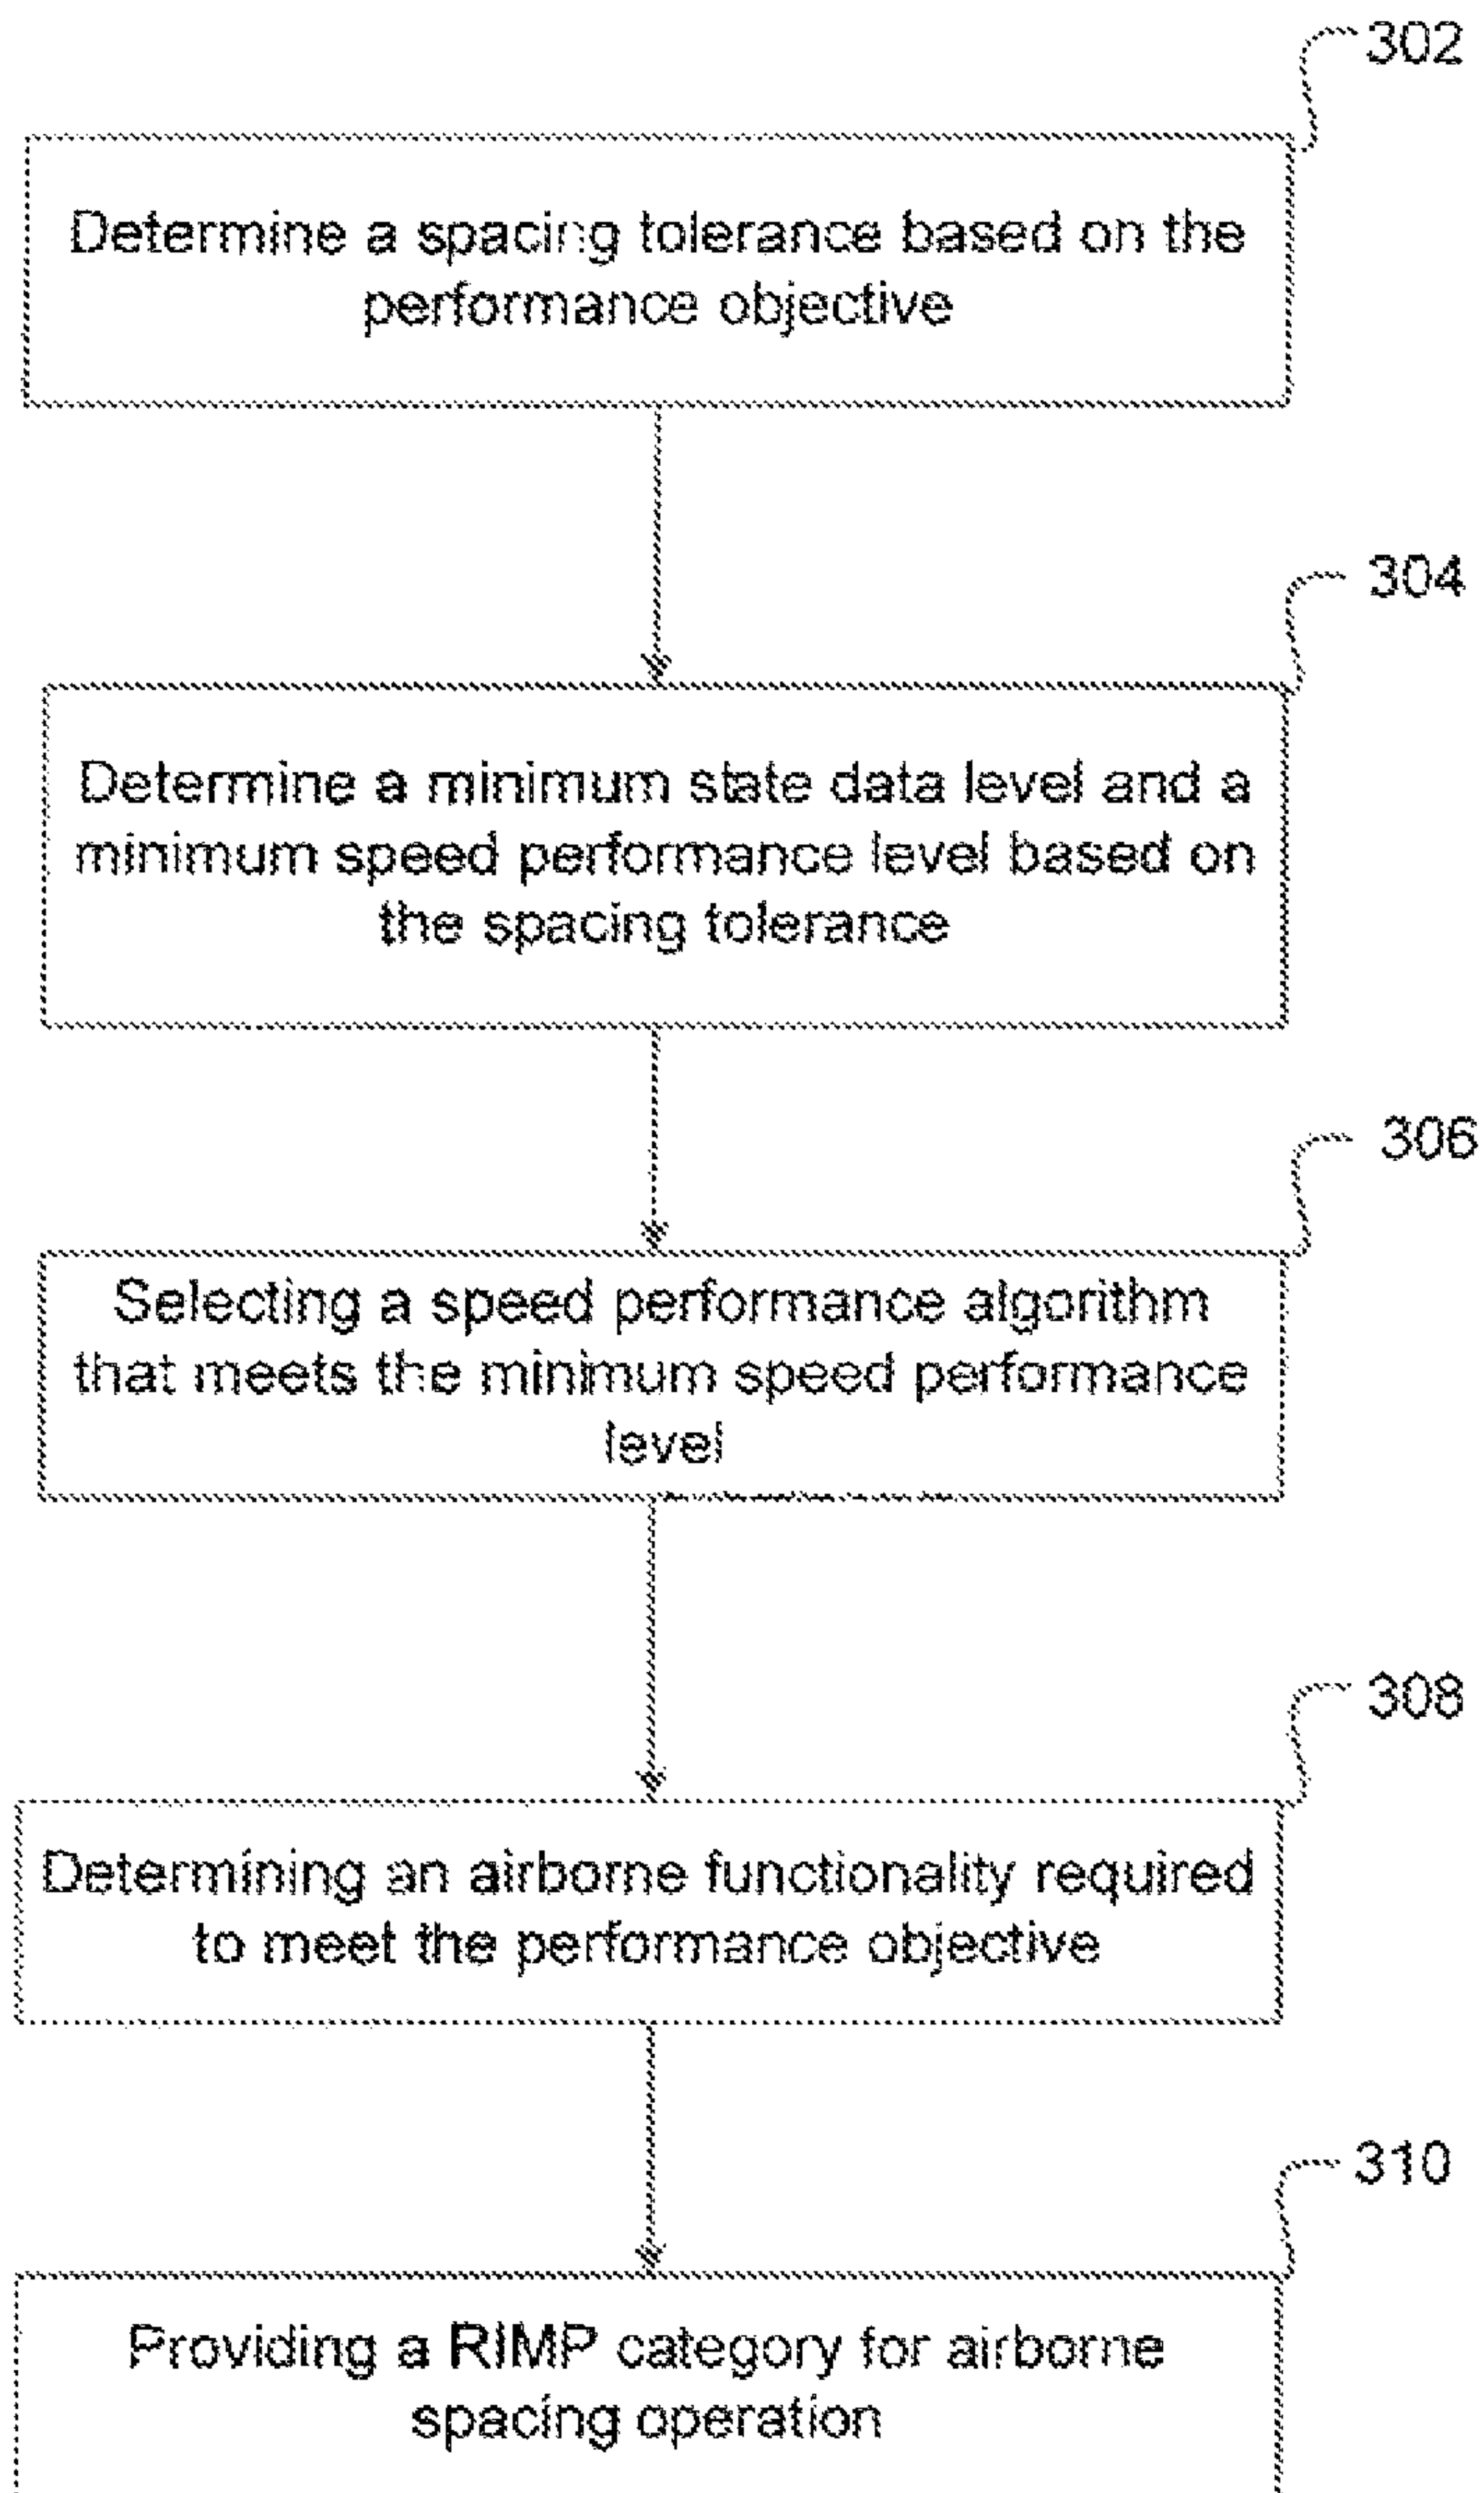 302
Determine a spacing tolerance based on the
performance objective
304
Determine a minimum state data level and a
minimum speed performance level based on
the spacing tolerance
306
Selecting a speed performance algorithm
that meets the minimum speed performance
level
308
Determining an airborne functionality required
to meet the performance objective
310
Providing a RIMP category for airborne
spacing operation